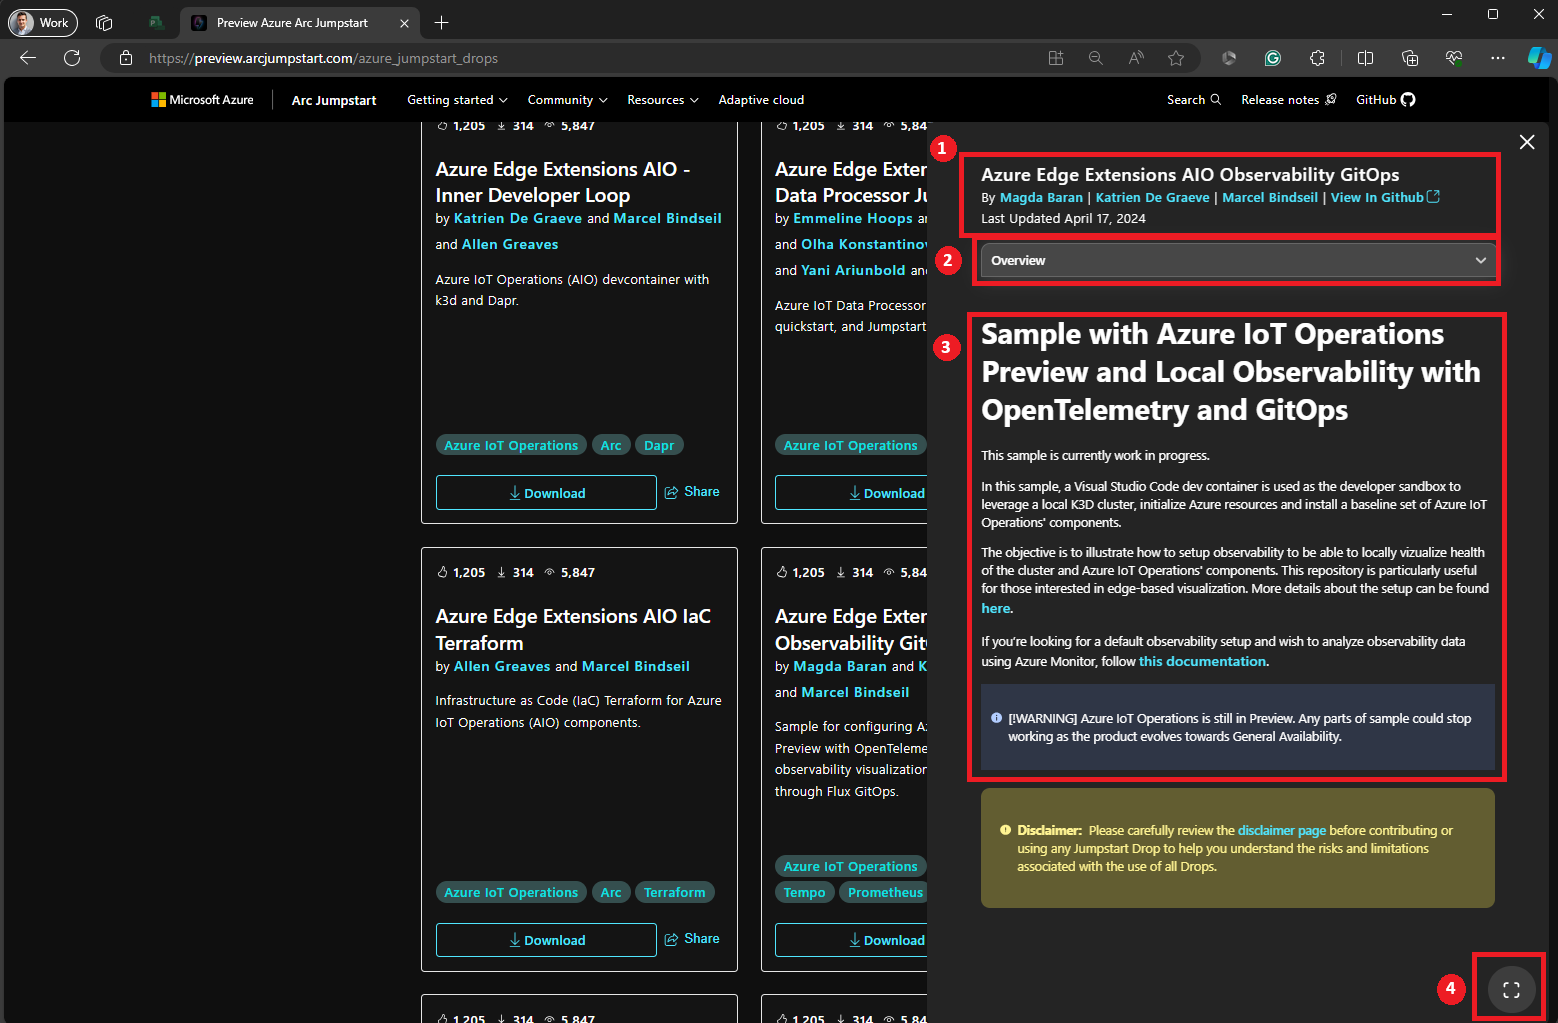 Work
Preview Azure Arc Jumpstart
https://preview.arcjumpstart.com/azure_jumpstart_drops
Microsoft Azure
Arc Jumpstart
Getting started
Community
Resources
Adaptive cloud
Search
Release notes
GitHub
1,205 314 5,847
Azure Edge Extensions AIO -
Inner Developer Loop
by Katrien De Graeve and Marcel Bindseil
and Allen Greaves
Azure IoT Operations (AIO) devcontainer with
k3d and Dapr.
Azure IoT Operations Arc Dapr
Download Share
1,205 314 5,84
Azure Edge Exter
Data Processor Ju
by Emmeline Hoops a
and Olha Konstantinov
and Yani Ariunbold an
Azure IoT Data Processor
quickstart, and Jumpstart
Azure IoT Operations
Download
1,205 314 5,847
Azure Edge Extensions AIO IaC
Terraform
by Allen Greaves and Marcel Bindseil
Infrastructure as Code (IaC) Terraform for Azure
IoT Operations (AIO) components.
Azure IoT Operations Arc Terraform
Download Share
1,205 314 5,84
Azure Edge Exter
Observability Git
by Magda Baran and K
and Marcel Bindseil
Sample for configuring A
Preview with OpenTeleme
observability visualization
through Flux GitOps.
Azure IoT Operations
Tempo Prometheus
Download
1,205 314 5,847
1,205 314 5,84
1
Azure Edge Extensions AIO Observability GitOps
By Magda Baran | Katrien De Graeve | Marcel Bindseil | View In Github
Last Updated April 17, 2024
2
Overview
3
Sample with Azure IoT Operations
Preview and Local Observability with
OpenTelemetry and GitOps
This sample is currently work in progress.
In this sample, a Visual Studio Code dev container is used as the developer sandbox to
leverage a local K3D cluster, initialize Azure resources and install a baseline set of Azure IoT
Operations' components.
The objective is to illustrate how to setup observability to be able to locally vizualize health
of the cluster and Azure IoT Operations' components. This repository is particularly useful
for those interested in edge-based visualization. More details about the setup can be found
here.
If you're looking for a default observability setup and wish to analyze observability data
using Azure Monitor, follow this documentation.
[!WARNING] Azure IoT Operations is still in Preview. Any parts of sample could stop
working as the product evolves towards General Availability.
Disclaimer: Please carefully review the disclaimer page before contributing or
using any Jumpstart Drop to help you understand the risks and limitations
associated with the use of all Drops.
4